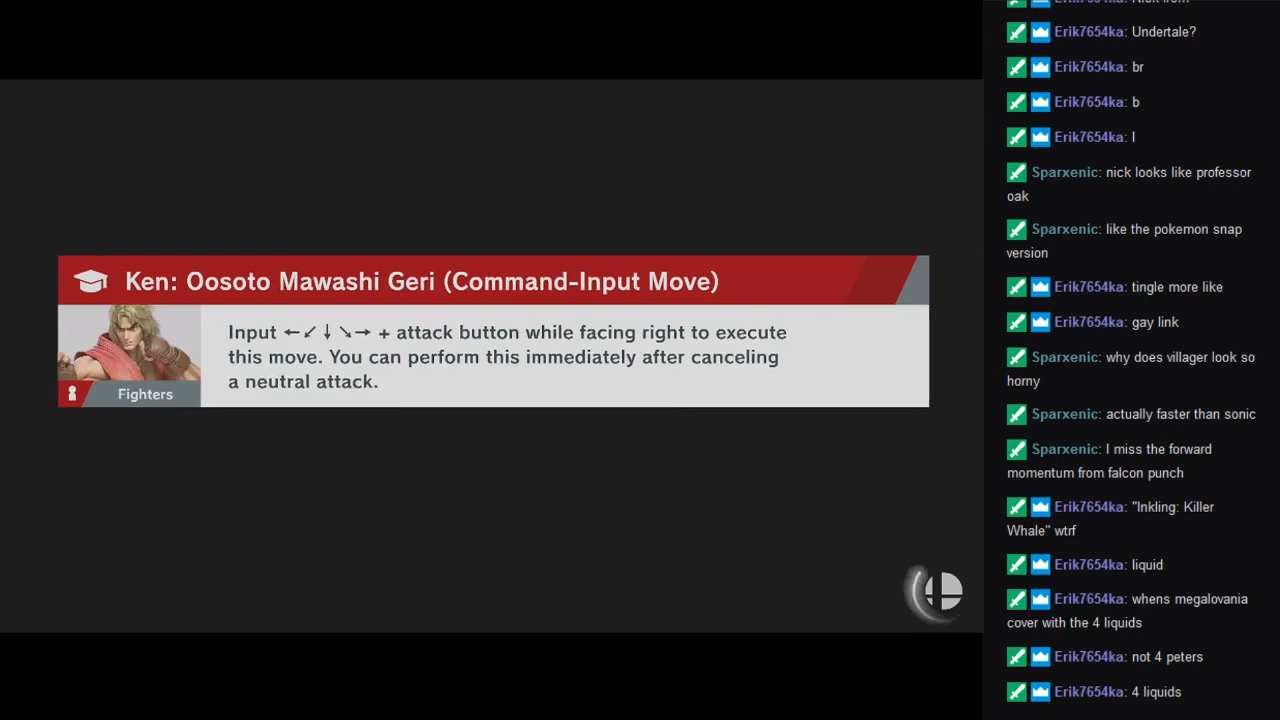 Ken: Oosoto Mawashi Geri (Command-Input Move)
Input ←↙↓↘→ + attack button while facing right to execute
this move. You can perform this immediately after canceling
a neutral attack.
Fighters
Erik7654ka: Undertale?
Erik7654ka: br
Erik7654ka: b
Erik7654ka: l
Sparxenic: nick looks like professor
oak
Sparxenic: like the pokemon snap
version
Erik7654ka: tingle more like
Erik7654ka: gay link
Sparxenic: why does villager look so
horny
Sparxenic: actually faster than sonic
Sparxenic: I miss the forward
momentum from falcon punch
Erik7654ka: "Inkling: Killer
Whale" wtrf
Erik7654ka: liquid
Erik7654ka: whens megalovania
cover with the 4 liquids
Erik7654ka: not 4 peters
Erik7654ka: 4 liquids